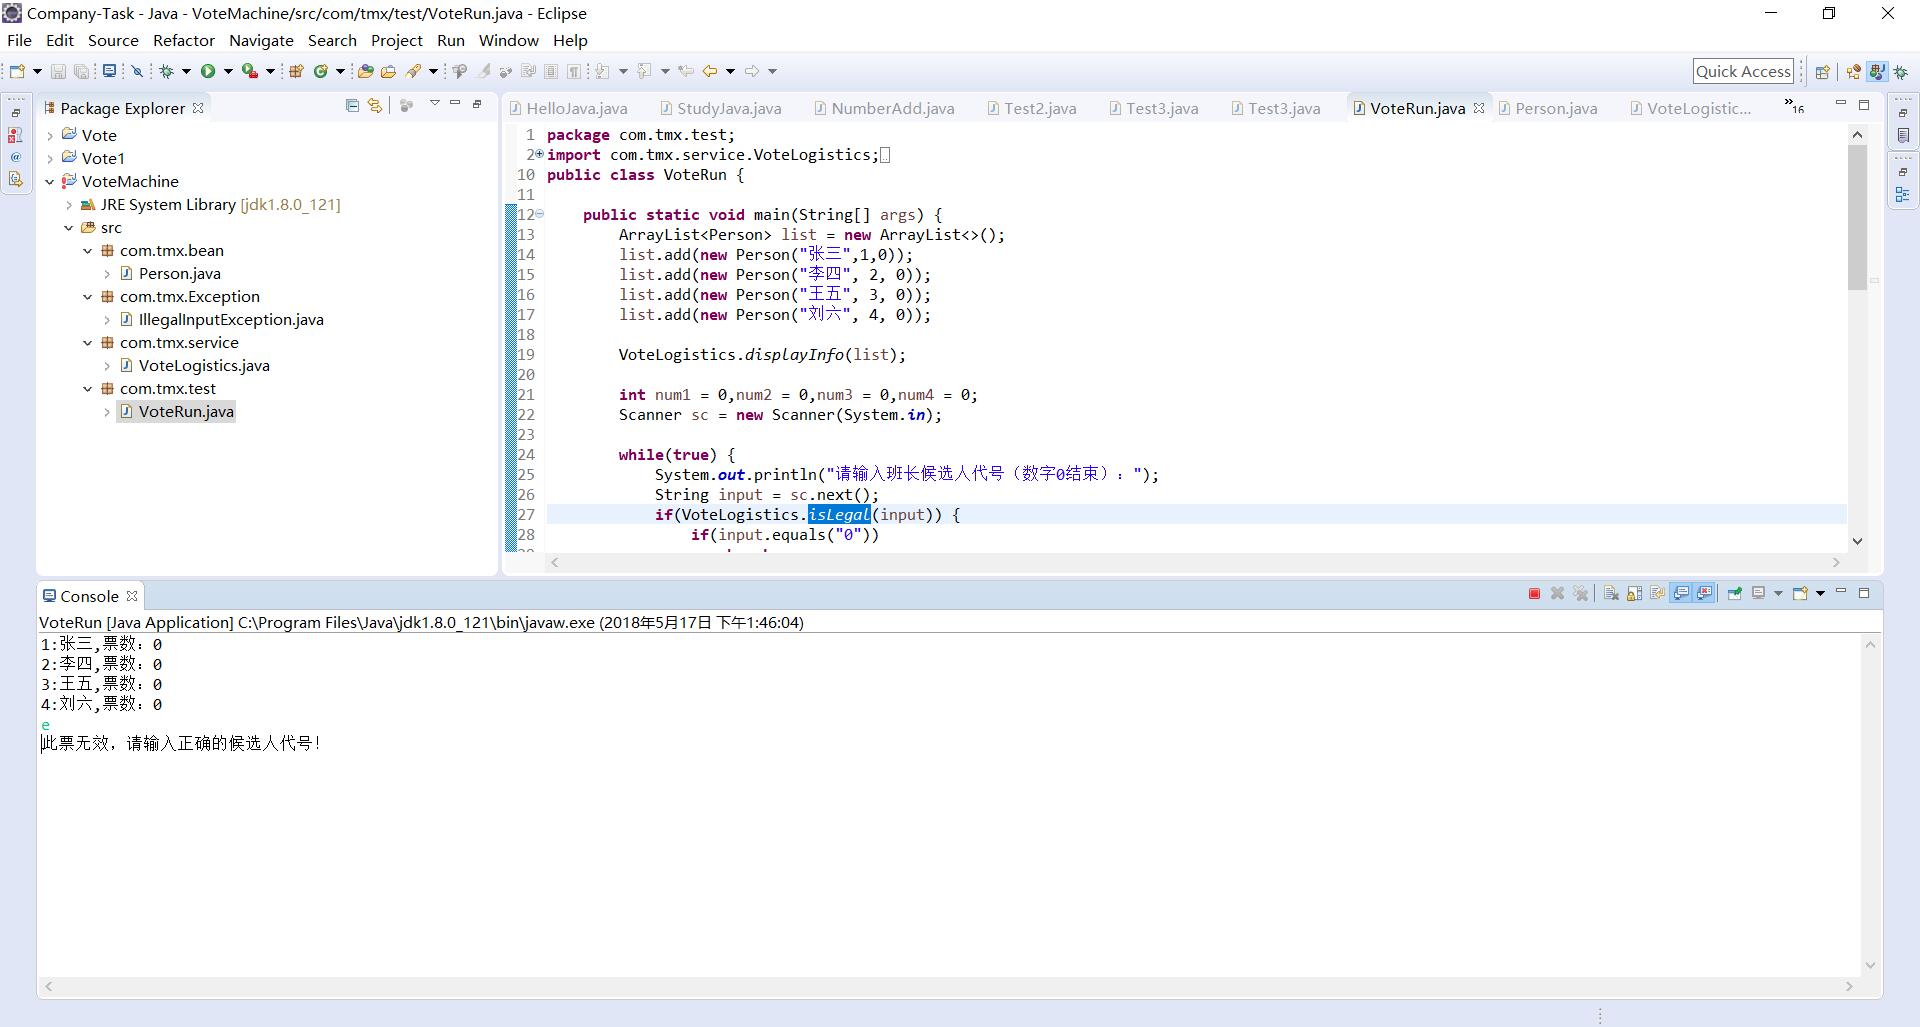 Company-Task - Java - VoteMachine/src/com/tmx/test/VoteRun.java - Eclipse
File Edit Source Refactor Navigate Search Project Run Window Help
Quick Access
Package Explorer
Vote
Vote1
VoteMachine
JRE System Library [jdk1.8.0_121]
src
com.tmx.bean
Person.java
com.tmx.Exception
IllegalInputException.java
com.tmx.service
VoteLogistics.java
com.tmx.test
VoteRun.java
HelloJava.java StudyJava.java NumberAdd.java Test2.java Test3.java Test3.java VoteRun.java Person.java VoteLogistic... »16
1 package com.tmx.test;
2 import com.tmx.service.VoteLogistics;
10 public class VoteRun {
11
12 public static void main(String[] args) {
13 ArrayList<Person> list = new ArrayList<>();
14 list.add(new Person("张三",1,0));
15 list.add(new Person("李四", 2, 0));
16 list.add(new Person("王五", 3, 0));
17 list.add(new Person("刘六", 4, 0));
18
19 VoteLogistics.displayInfo(list);
20
21 int num1 = 0,num2 = 0,num3 = 0,num4 = 0;
22 Scanner sc = new Scanner(System.in);
23
24 while(true) {
25 System.out.println("请输入班长候选人代号（数字0结束）：");
26 String input = sc.next();
27 if(VoteLogistics.isLegal(input)) {
28 if(input.equals("0"))
Console
VoteRun [Java Application] C:\Program Files\Java\jdk1.8.0_121\bin\javaw.exe (2018年5月17日 下午1:46:04)
1:张三,票数：0
2:李四,票数：0
3:王五,票数：0
4:刘六,票数：0
e
此票无效，请输入正确的候选人代号！